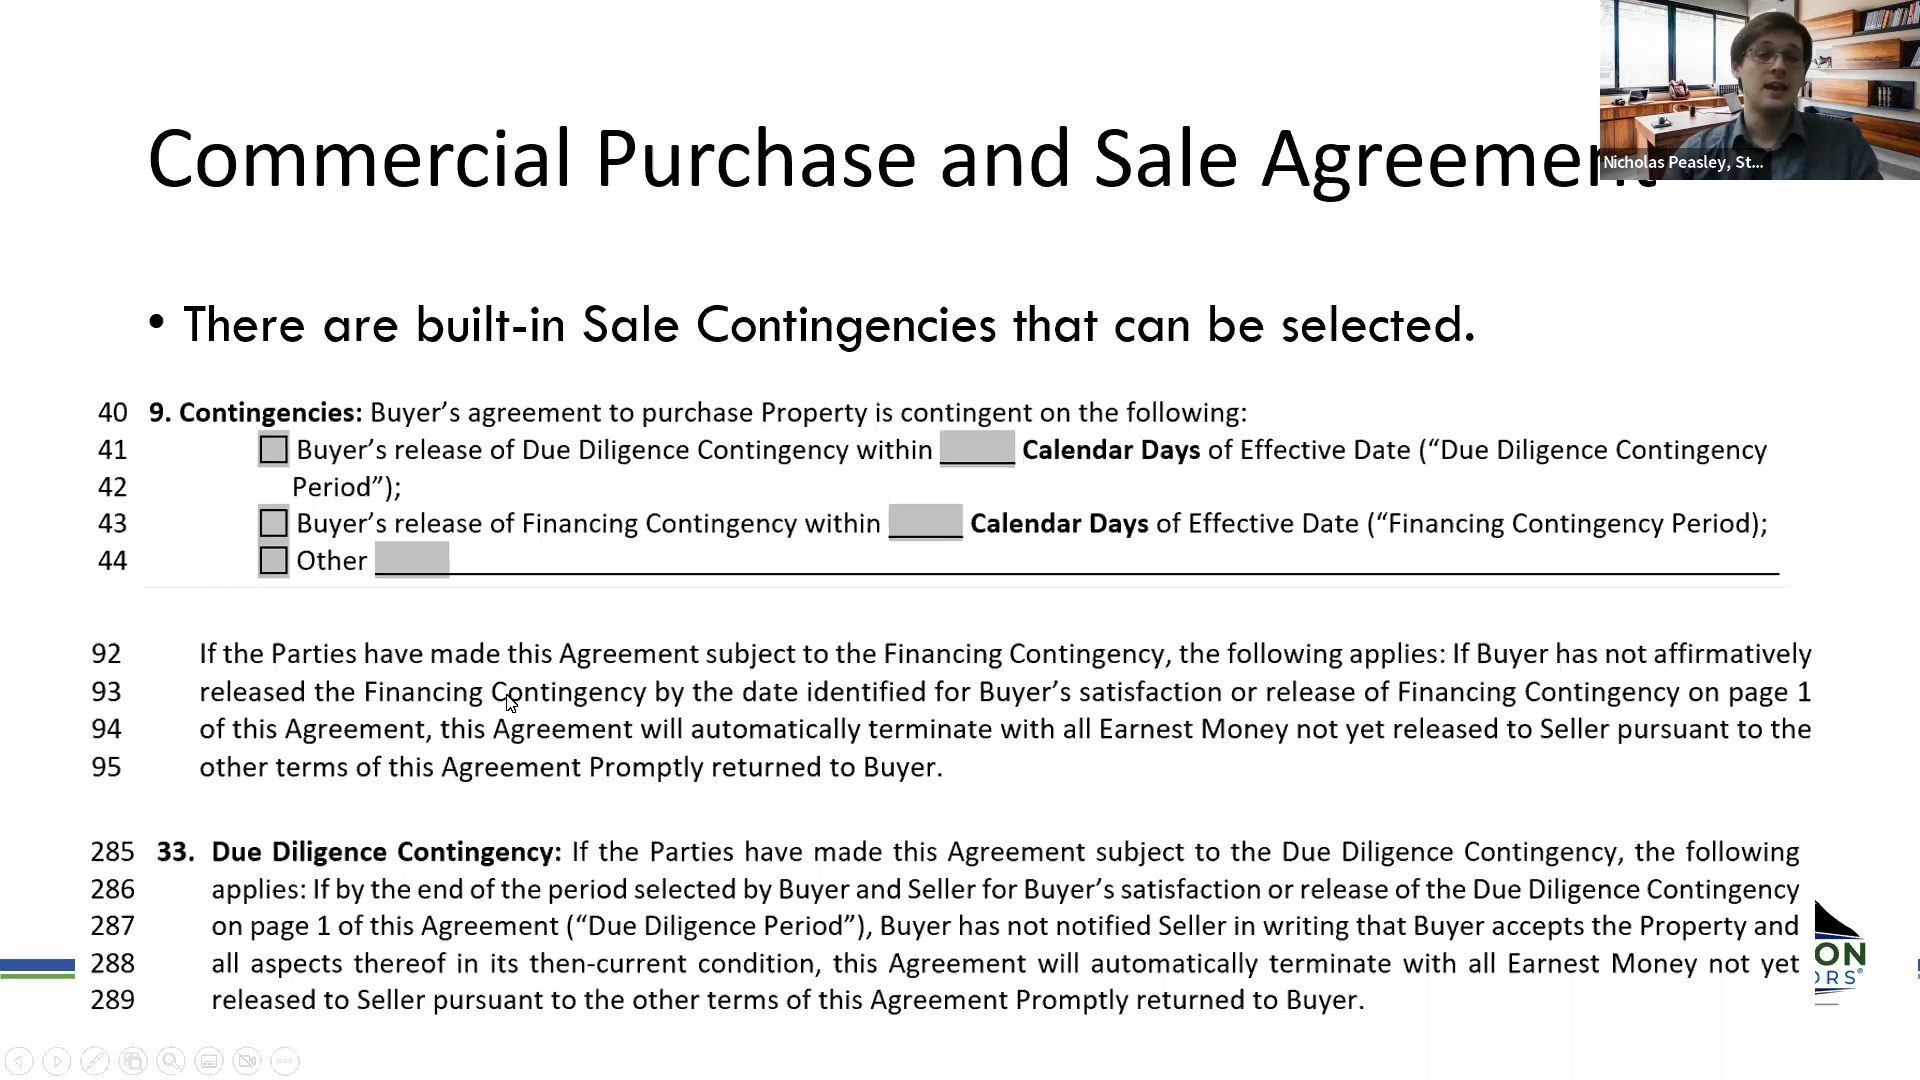 Commercial Purchase and Sale Agreement
Nicholas Peasley, St...
• There are built-in Sale Contingencies that can be selected.
40 9. Contingencies: Buyer’s agreement to purchase Property is contingent on the following:
41 Buyer’s release of Due Diligence Contingency within Calendar Days of Effective Date (“Due Diligence Contingency
42 Period”);
43 Buyer’s release of Financing Contingency within Calendar Days of Effective Date (“Financing Contingency Period);
44 Other
92 If the Parties have made this Agreement subject to the Financing Contingency, the following applies: If Buyer has not affirmatively
93 released the Financing Contingency by the date identified for Buyer’s satisfaction or release of Financing Contingency on page 1
94 of this Agreement, this Agreement will automatically terminate with all Earnest Money not yet released to Seller pursuant to the
95 other terms of this Agreement Promptly returned to Buyer.
285 33. Due Diligence Contingency: If the Parties have made this Agreement subject to the Due Diligence Contingency, the following
286 applies: If by the end of the period selected by Buyer and Seller for Buyer’s satisfaction or release of the Due Diligence Contingency
287 on page 1 of this Agreement (“Due Diligence Period”), Buyer has not notified Seller in writing that Buyer accepts the Property and
288 all aspects thereof in its then-current condition, this Agreement will automatically terminate with all Earnest Money not yet
289 released to Seller pursuant to the other terms of this Agreement Promptly returned to Buyer.
ON
ORS®